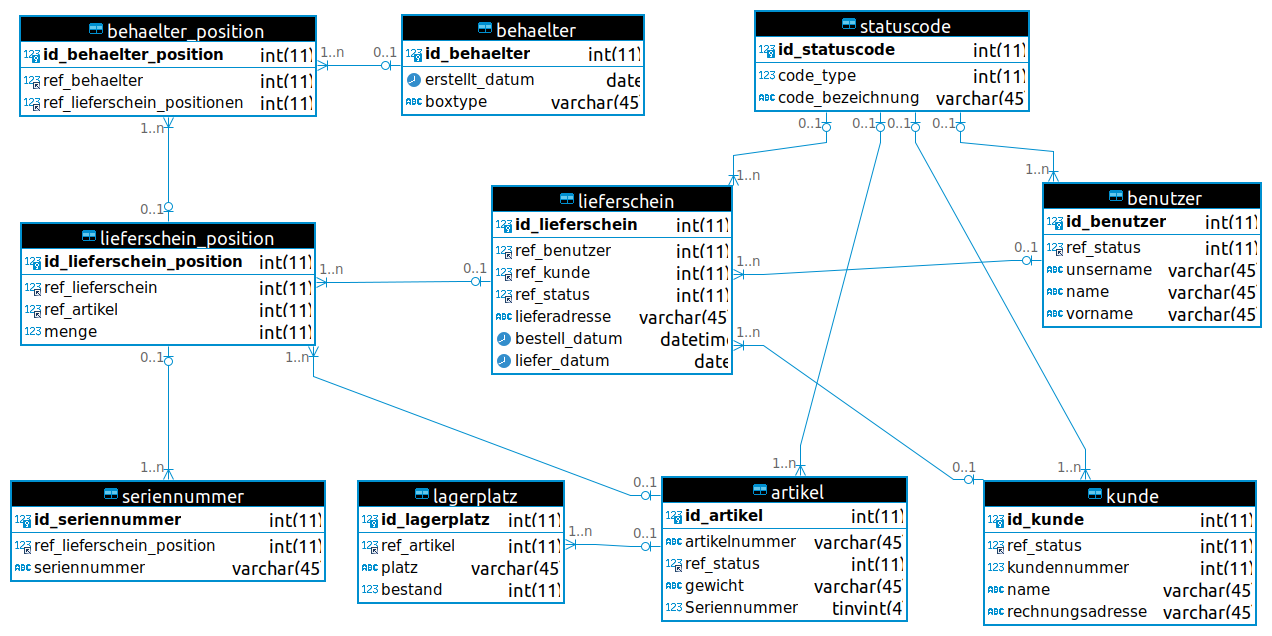 behaelter_position
id_behaelter_position int(11)
ref_behaelter int(11)
ref_lieferschein_positionen int(11)
1..n
0..1
behaelter
id_behaelter int(11)
erstellt_datum date
boxtype varchar(45
statuscode
id_statuscode int(11)
code_type int(11)
code_bezeichnung varchar(45
0..1
0..1
0..1
0..1
1..n
0..1
1..n
1..n
lieferschein_position
id_lieferschein_position int(11)
ref_lieferschein int(11)
ref_artikel int(11)
menge int(11)
1..n
0..1
lieferschein
id_lieferschein int(11)
ref_benutzer int(11)
ref_kunde int(11)
ref_status int(11)
lieferadresse varchar(45
bestell_datum datetim
liefer_datum date
1..n
0..1
1..n
benutzer
id_benutzer int(11)
ref_status int(11)
unsername varchar(45
name varchar(45
vorname varchar(45
0..1
1..n
1..n
0..1
1..n
0..1
1..n
seriennummer
id_seriennummer int(11)
ref_lieferschein_position int(11)
seriennummer varchar(45
lagerplatz
id_lagerplatz int(11)
ref_artikel int(11)
platz varchar(45
bestand int(11)
1..n
0..1
artikel
id_artikel int(11)
artikelnummer varchar(45
ref_status int(11)
gewicht varchar(45
Seriennummer tinyint(4
kunde
id_kunde int(11)
ref_status int(11)
kundennummer int(11)
name varchar(45
rechnungsadresse varchar(45